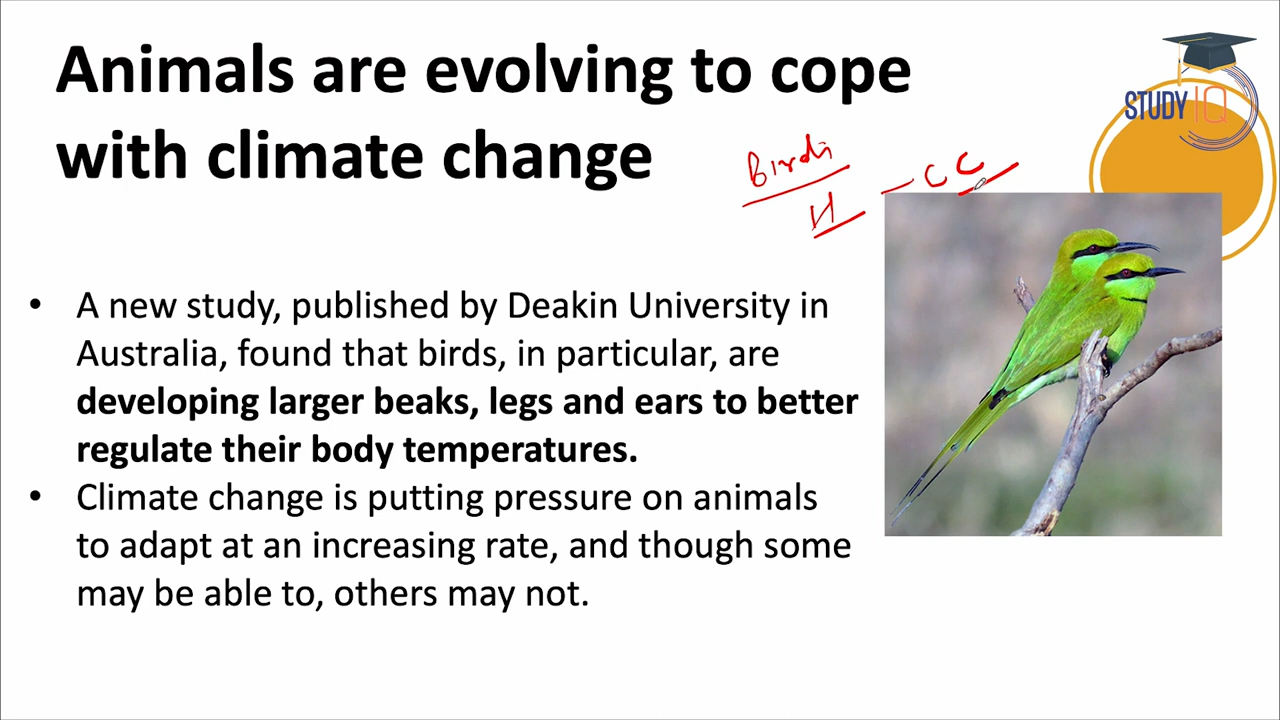 Animals are evolving to cope
with climate change
STUDY IQ
Birds
H - CC
• A new study, published by Deakin University in
Australia, found that birds, in particular, are
developing larger beaks, legs and ears to better
regulate their body temperatures.
• Climate change is putting pressure on animals
to adapt at an increasing rate, and though some
may be able to, others may not.